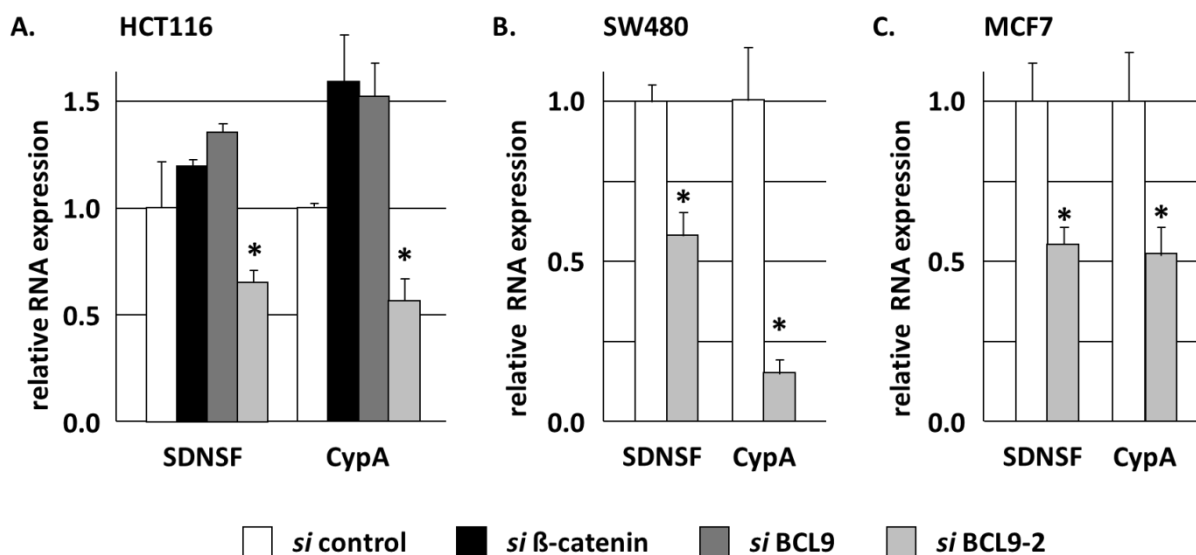 A. HCT116
relative RNA expression
1.5
1.0
0.5
0.0
*
*
SDNSF CypA
B. SW480
relative RNA expression
1.0
0.5
0.0
*
*
SDNSF CypA
C. MCF7
relative RNA expression
1.0
0.5
0.0
*
*
SDNSF CypA
si control si ß-catenin si BCL9 si BCL9-2